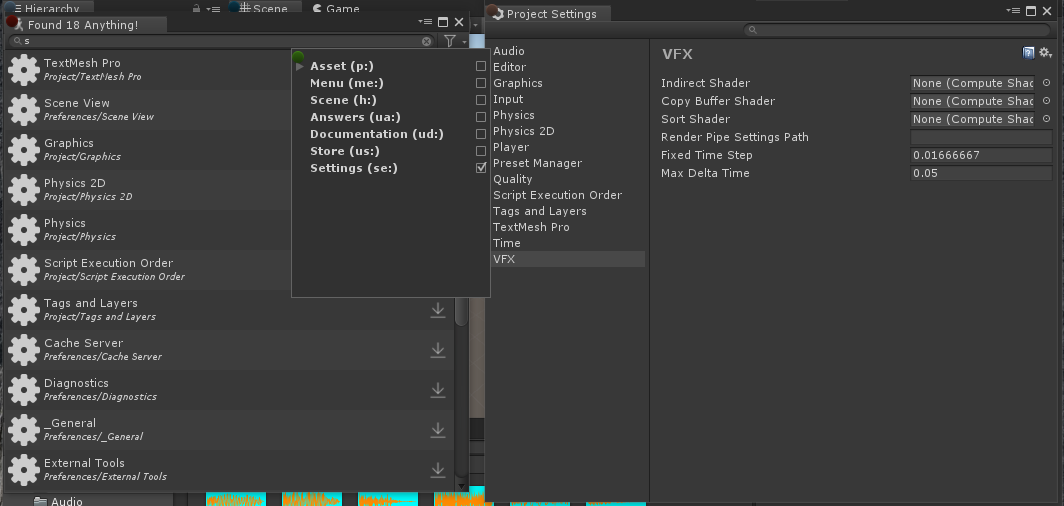 Hierarchy
Scene
Game
Found 18 Anything!
s
TextMesh Pro
Project/TextMesh Pro
Scene View
Preferences/Scene View
Graphics
Project/Graphics
Physics 2D
Project/Physics 2D
Physics
Project/Physics
Script Execution Order
Project/Script Execution Order
Tags and Layers
Project/Tags and Layers
Cache Server
Preferences/Cache Server
Diagnostics
Preferences/Diagnostics
_General
Preferences/_General
External Tools
Preferences/External Tools
Audio
Asset (p:)
Menu (me:)
Scene (h:)
Answers (ua:)
Documentation (ud:)
Store (us:)
Settings (se:)
Project Settings
Audio
Editor
Graphics
Input
Physics
Physics 2D
Player
Preset Manager
Quality
Script Execution Order
Tags and Layers
TextMesh Pro
Time
VFX
VFX
Indirect Shader None (Compute Shad
Copy Buffer Shader None (Compute Shad
Sort Shader None (Compute Shad
Render Pipe Settings Path
Fixed Time Step 0.01666667
Max Delta Time 0.05